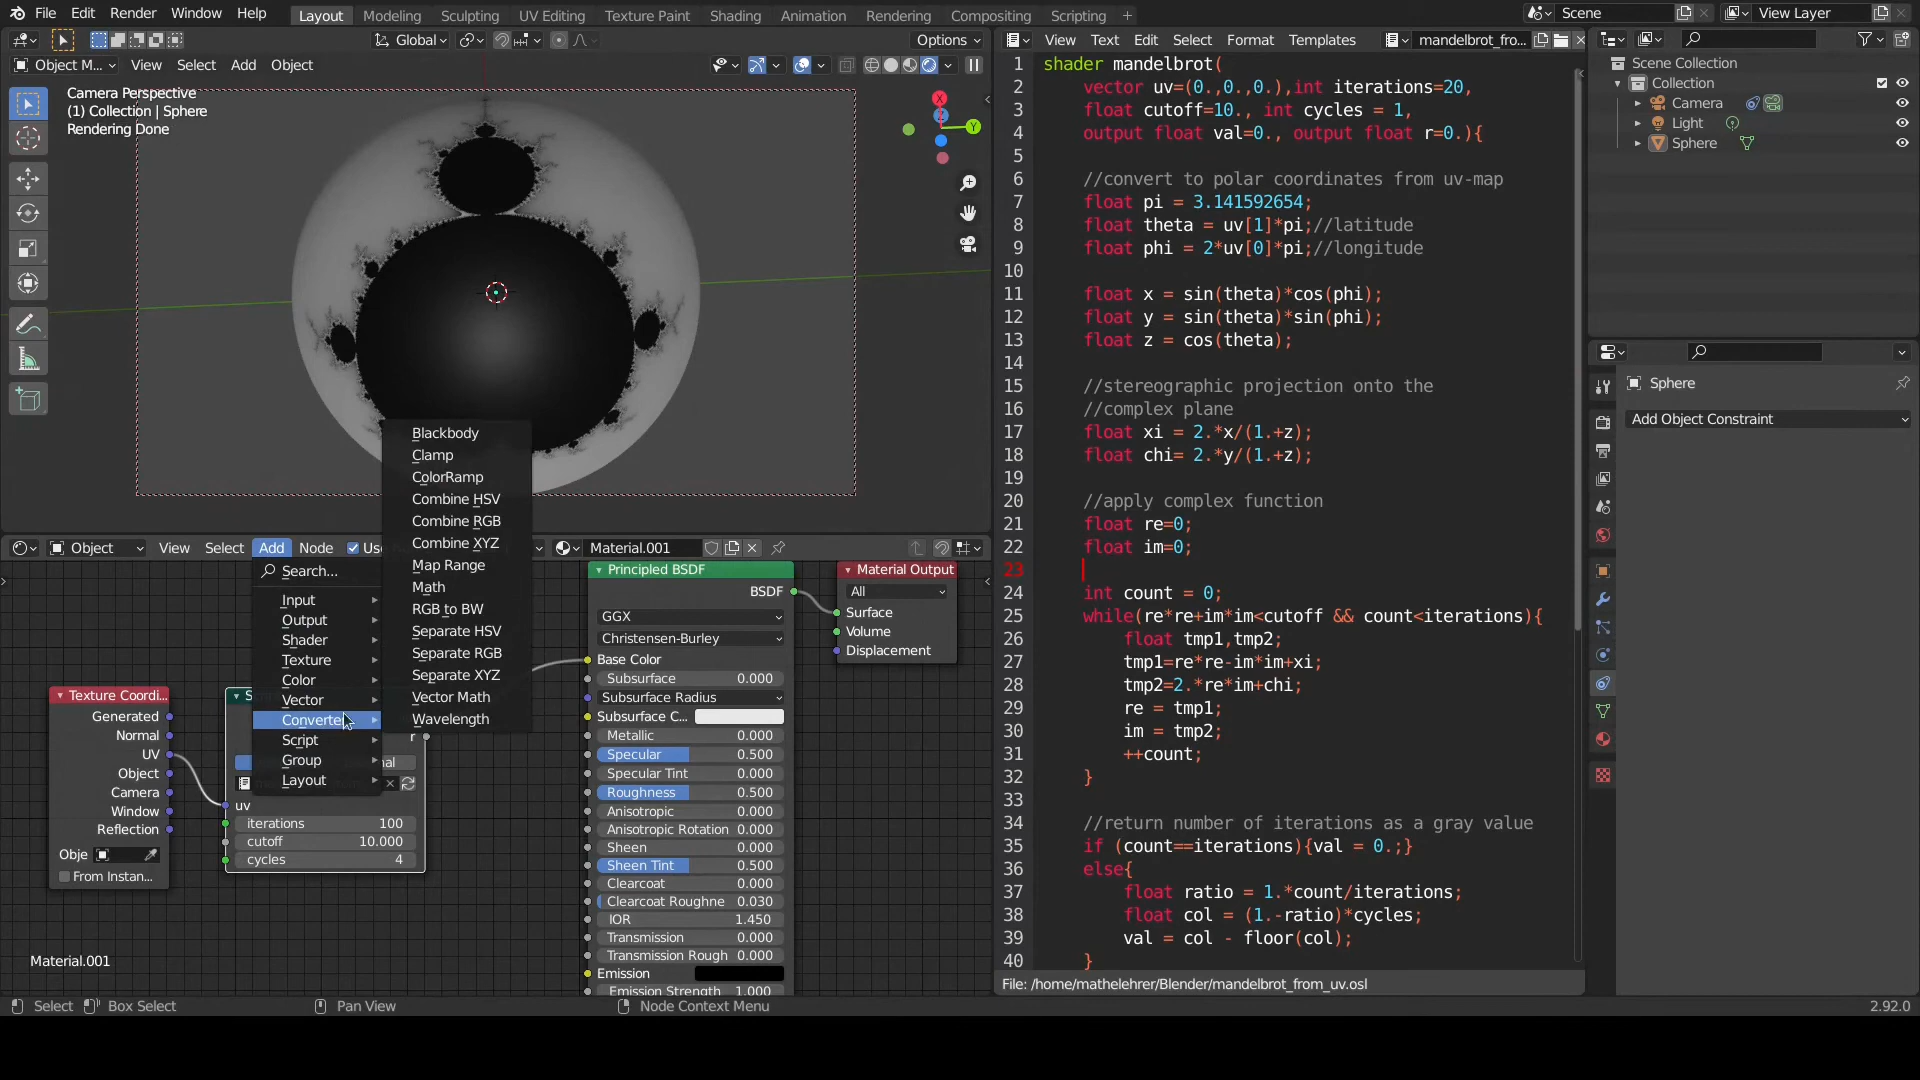 File Edit Render Window Help Layout Modeling Sculpting UV Editing Texture Paint Shading Animation Rendering Compositing Scripting + Scene View Layer
Global Options
Object M... View Select Add Object
Camera Perspective
(1) Collection | Sphere
Rendering Done
X
Y
Z
View Text Edit Select Format Templates mandelbrot_fro...
1 shader mandelbrot(
2 vector uv=(0.,0.,0.),int iterations=20,
3 float cutoff=10., int cycles = 1,
4 output float val=0., output float r=0.){
5
6 //convert to polar coordinates from uv-map
7 float pi = 3.141592654;
8 float theta = uv[1]*pi;//latitude
9 float phi = 2*uv[0]*pi;//longitude
10
11 float x = sin(theta)*cos(phi);
12 float y = sin(theta)*sin(phi);
13 float z = cos(theta);
14
15 //stereographic projection onto the
16 //complex plane
17 float xi = 2.*x/(1.+z);
18 float chi= 2.*y/(1.+z);
19
20 //apply complex function
21 float re=0;
22 float im=0;
23
24 int count = 0;
25 while(re*re+im*im<cutoff && count<iterations){
26 float tmp1,tmp2;
27 tmp1=re*re-im*im+xi;
28 tmp2=2.*re*im+chi;
29 re = tmp1;
30 im = tmp2;
31 ++count;
32 }
33
34 //return number of iterations as a gray value
35 if (count==iterations){val = 0.;}
36 else{
37 float ratio = 1.*count/iterations;
38 float col = (1.-ratio)*cycles;
39 val = col - floor(col);
40 }
File: /home/mathelehrer/Blender/mandelbrot_from_uv.osl
Scene Collection
Collection
Camera
Light
Sphere
Sphere
Add Object Constraint
Object View Select Add Node Us Material.001
Search...
Input
Output
Shader
Texture
Color
Vector
Converter
Script
Group
Layout
Blackbody
Clamp
ColorRamp
Combine HSV
Combine RGB
Combine XYZ
Map Range
Math
RGB to BW
Separate HSV
Separate RGB
Separate XYZ
Vector Math
Wavelength
Texture Coordi...
Generated
Normal
UV
Object
Camera
Window
Reflection
Obje
From Instan...
S
r
nal
uv
iterations 100
cutoff 10.000
cycles 4
Principled BSDF
BSDF
GGX
Christensen-Burley
Base Color
Subsurface 0.000
Subsurface Radius
Subsurface C...
Metallic 0.000
Specular 0.500
Specular Tint 0.000
Roughness 0.500
Anisotropic 0.000
Anisotropic Rotation 0.000
Sheen 0.000
Sheen Tint 0.500
Clearcoat 0.000
Clearcoat Roughne 0.030
IOR 1.450
Transmission 0.000
Transmission Rough 0.000
Emission
Emission Strength 1.000
Material Output
All
Surface
Volume
Displacement
Material.001
Select Box Select Pan View Node Context Menu 2.92.0